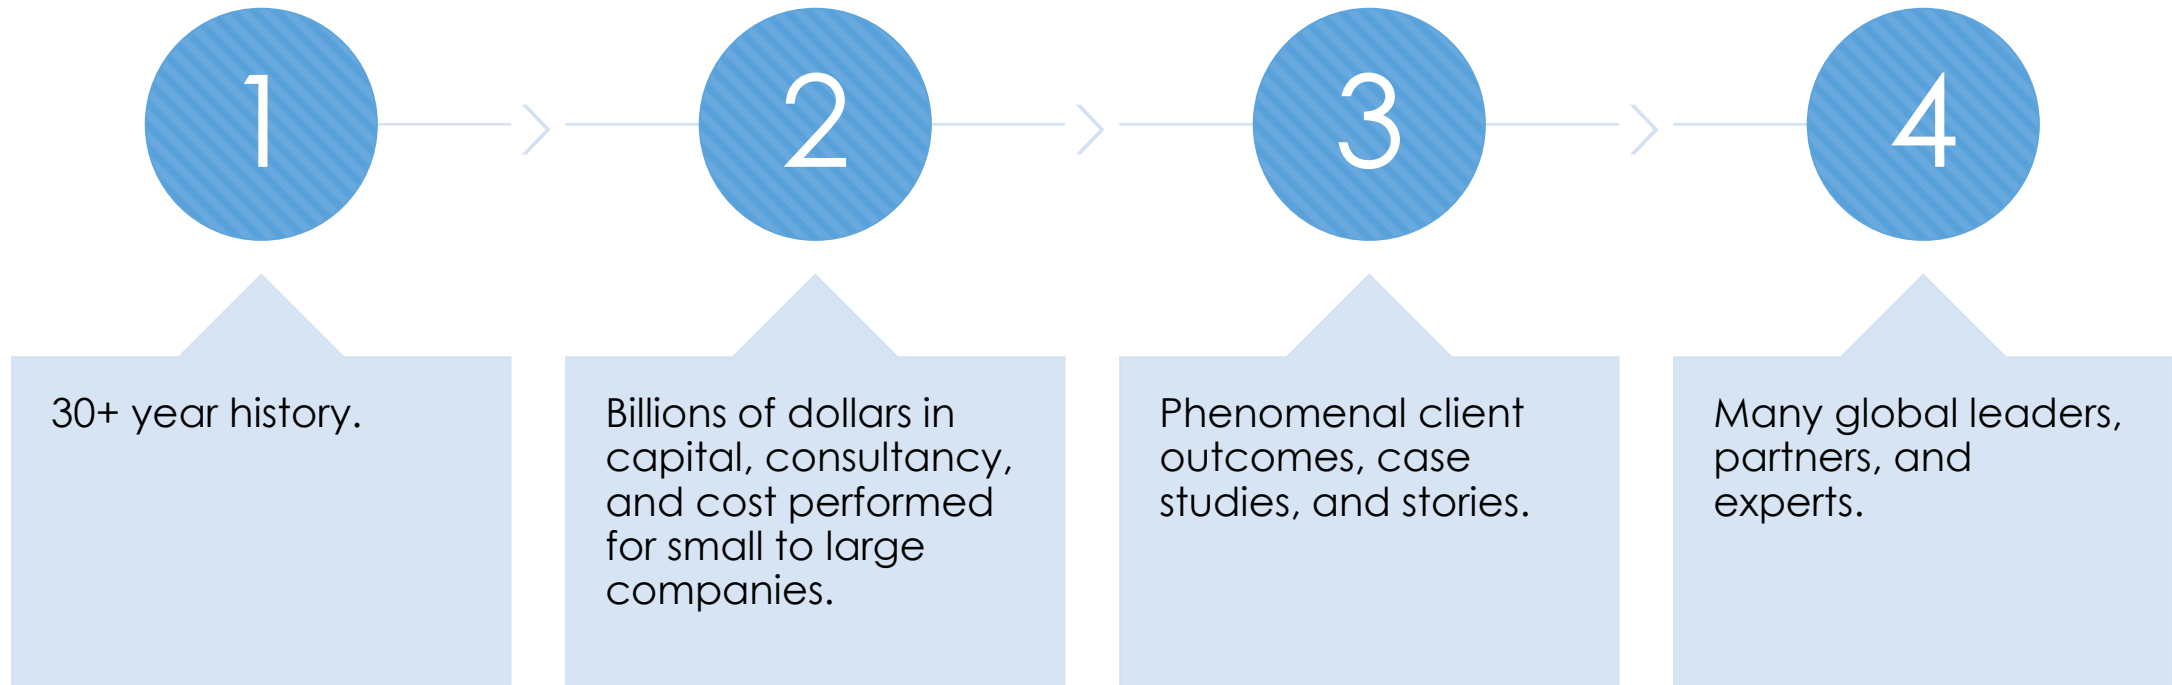 1
2
3
4
30+ year history.
Billions of dollars in
capital, consultancy,
and cost performed
for small to large
companies.
Phenomenal client
outcomes, case
studies, and stories.
Many global leaders,
partners, and
experts.